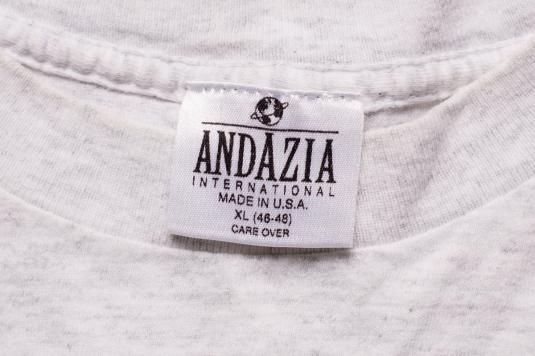 ANDAZIA
INTERNATIONAL
MADE IN U.S.A.
XL (46-48)
CARE OVER